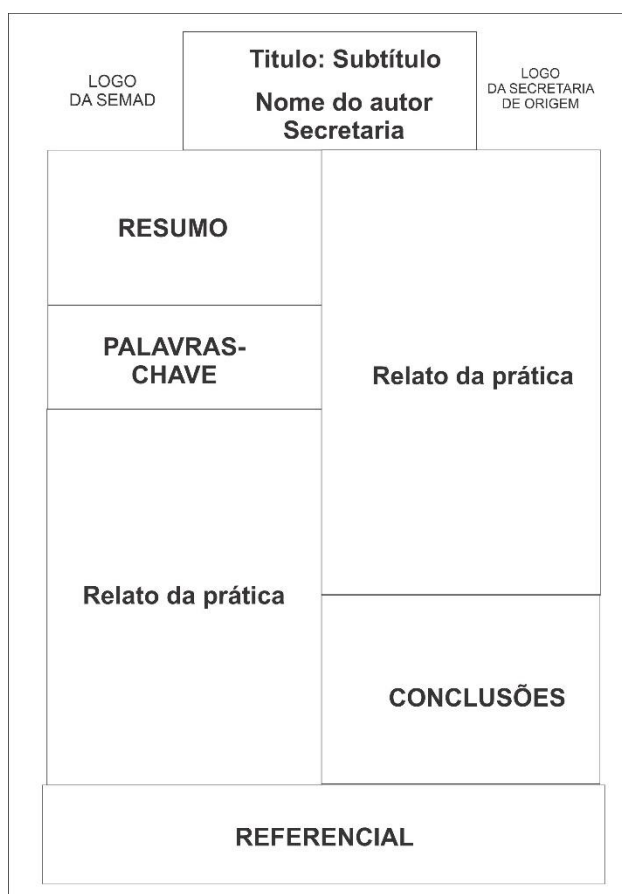 LOGO
DA SEMAD
Titulo: Subtítulo
Nome do autor
Secretaria
LOGO
DA SECRETARIA
DE ORIGEM
RESUMO
PALAVRAS-
CHAVE
Relato da prática
Relato da prática
CONCLUSÕES
REFERENCIAL